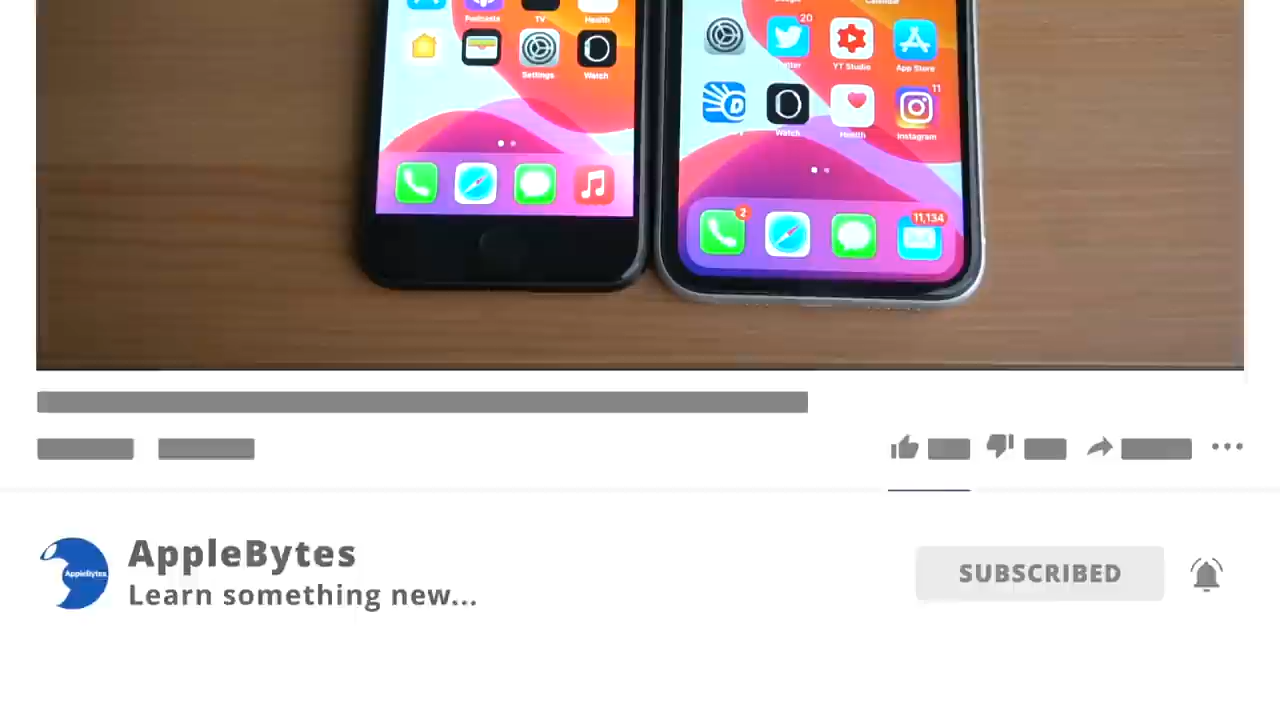 Podcasts
TV
Health
Calendar
Settings
Watch
20
YT Studio
App Store
Watch
Health
11
Instagram
2
11,134
AppleBytes
AppleBytes
Learn something new...
SUBSCRIBED